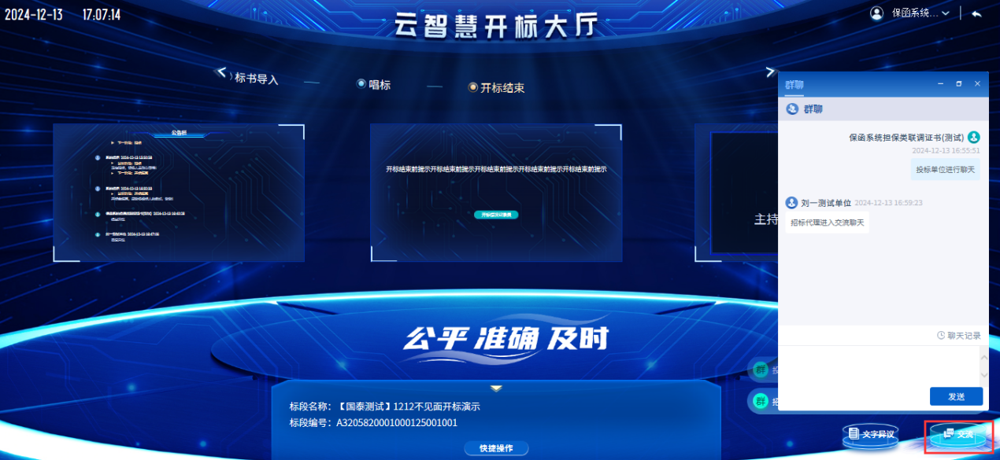 2024-12-13 17:07:14
云智慧开标大厅
保函系统...
标书导入
唱标
开标结束
公告栏
开标结束前提示开标结束前提示开标结束前提示开标结束前提示开标结束前提示
主持
群聊
群聊
保函系统担保类联调证书(测试)
2024-12-13 16:55:51
投标单位进行聊天
刘一测试单位 2024-12-13 16:59:23
招标代理进入交流聊天
聊天记录
发送
公平 准确 及时
群 投
群 招
标段名称：【国泰测试】1212不见面开标演示
标段编号：A3205820001000125001001
快捷操作
文字异议
交流